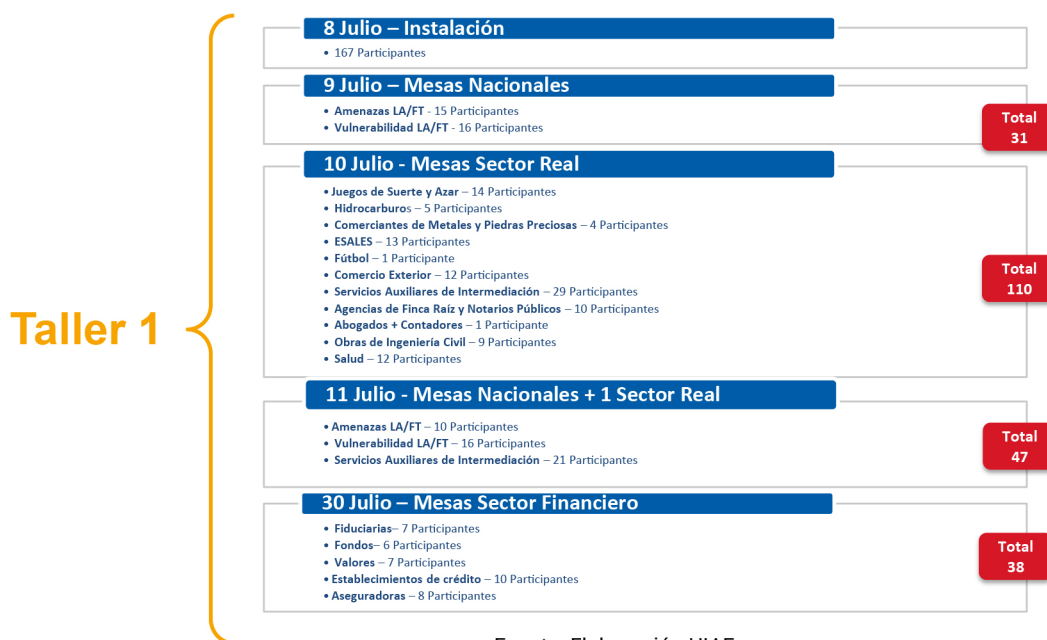 Taller 1
8 Julio – Instalación
• 167 Participantes
9 Julio – Mesas Nacionales
• Amenazas LA/FT - 15 Participantes
• Vulnerabilidad LA/FT - 16 Participantes
Total
31
10 Julio - Mesas Sector Real
• Juegos de Suerte y Azar – 14 Participantes
• Hidrocarburos – 5 Participantes
• Comerciantes de Metales y Piedras Preciosas – 4 Participantes
• ESALES – 13 Participantes
• Fútbol – 1 Participante
• Comercio Exterior – 12 Participantes
• Servicios Auxiliares de Intermediación – 29 Participantes
• Agencias de Finca Raíz y Notarios Públicos – 10 Participantes
• Abogados + Contadores – 1 Participante
• Obras de Ingeniería Civil – 9 Participantes
• Salud – 12 Participantes
Total
110
11 Julio - Mesas Nacionales + 1 Sector Real
• Amenazas LA/FT – 10 Participantes
• Vulnerabilidad LA/FT – 16 Participantes
• Servicios Auxiliares de Intermediación – 21 Participantes
Total
47
30 Julio – Mesas Sector Financiero
• Fiduciarias– 7 Participantes
• Fondos– 6 Participantes
• Valores – 7 Participantes
• Establecimientos de crédito – 10 Participantes
• Aseguradoras – 8 Participantes
Total
38